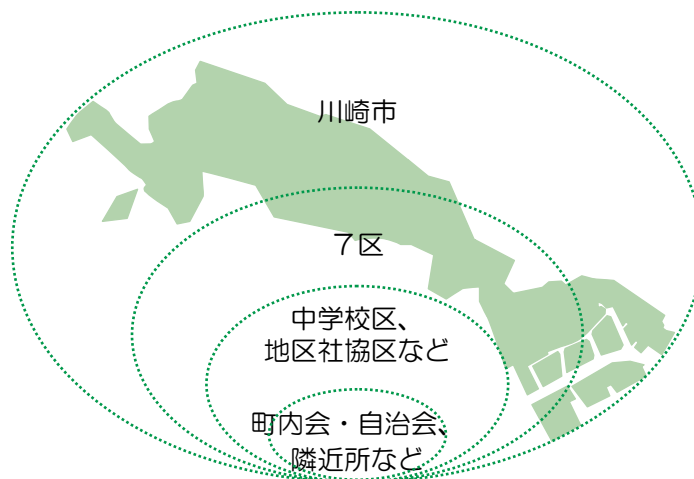 川崎市
７区
中学校区、
地区社協区など
町内会・自治会、
隣近所など